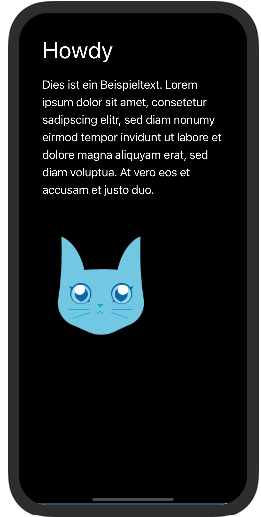 Howdy
Dies ist ein Beispieltext. Lorem
ipsum dolor sit amet, consetetur
sadipscing elitr, sed diam nonumy
eirmod tempor invidunt ut labore et
dolore magna aliquyam erat, sed
diam voluptua. At vero eos et
accusam et justo duo.